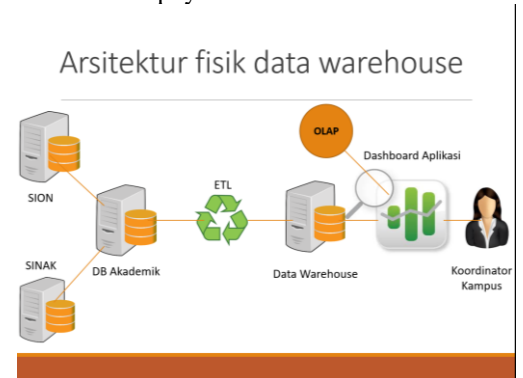 Arsitektur fisik data warehouse
OLAP
Dashboard Aplikasi
SION
ETL
SINAK
DB Akademik
Data Warehouse
Koordinator
Kampus